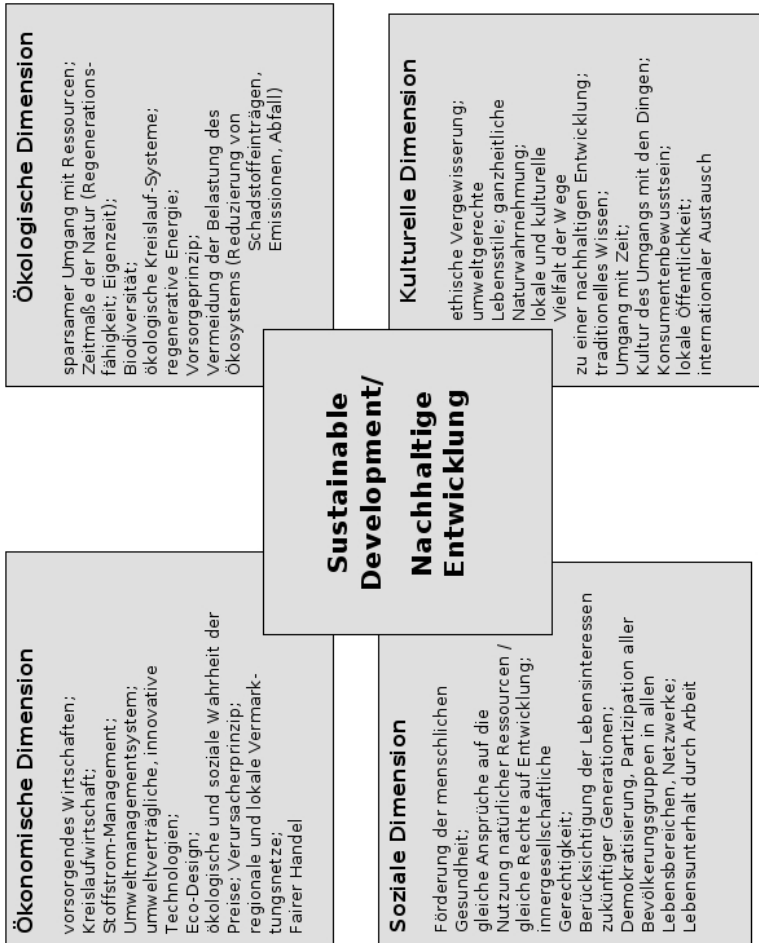 Ökonomische Dimension
vorsorgendes Wirtschaften;
Kreislaufwirtschaft;
Stoffstrom-Management;
Umweltmanagementsystem;
umweltverträgliche, innovative
Technologien;
Eco-Design;
ökologische und soziale Wahrheit der
Preise; Verursacherprinzip;
regionale und lokale Vermark-
tungsnetze;
Fairer Handel
Ökologische Dimension
sparsamer Umgang mit Ressourcen;
Zeitmaße der Natur (Regenerations-
fähigkeit; Eigenzeit);
Biodiversität;
ökologische Kreislauf-Systeme;
regenerative Energie;
Vorsorgeprinzip;
Vermeidung der Belastung des
Ökosystems (Reduzierung von
Schadstoffeinträgen,
Emissionen, Abfall)
Sustainable
Development/
Nachhaltige
Entwicklung
Soziale Dimension
Förderung der menschlichen
Gesundheit;
gleiche Ansprüche auf die
Nutzung natürlicher Ressourcen /
gleiche Rechte auf Entwicklung;
innergesellschaftliche
Gerechtigkeit;
Berücksichtigung der Lebensinteressen
zukünftiger Generationen;
Demokratisierung, Partizipation aller
Bevölkerungsgruppen in allen
Lebensbereichen, Netzwerke;
Lebensunterhalt durch Arbeit
Kulturelle Dimension
ethische Vergewisserung;
umweltgerechte
Lebensstile; ganzheitliche
Naturwahrnehmung;
lokale und kulturelle
Vielfalt der Wege
zu einer nachhaltigen Entwicklung;
traditionelles Wissen;
Umgang mit Zeit;
Kultur des Umgangs mit den Dingen;
Konsumentenbewusstsein;
lokale Öffentlichkeit;
internationaler Austausch